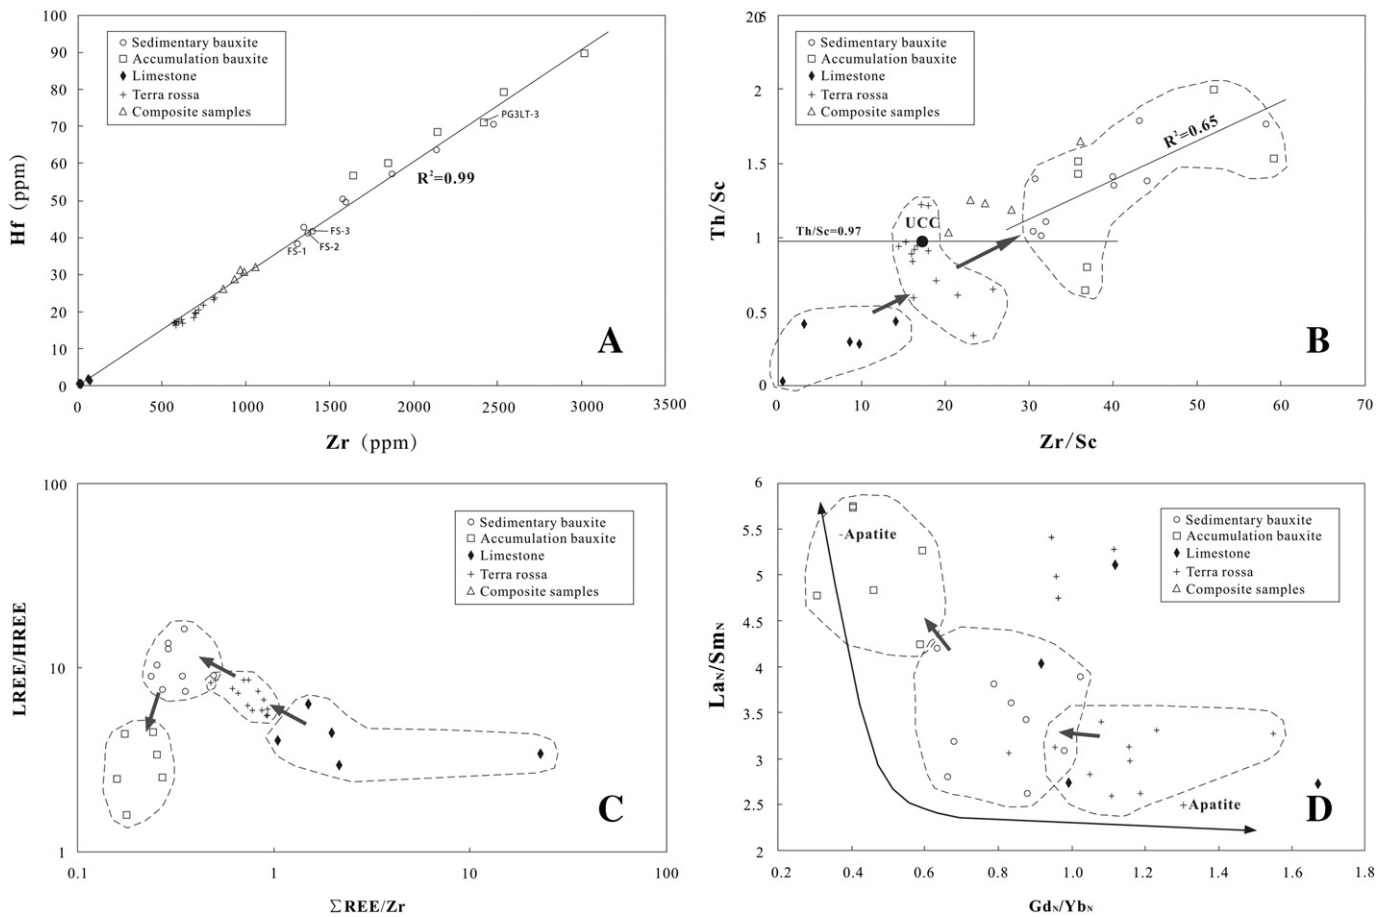 100
90
80
70
60
50
40
30
20
10
0
Hf (ppm)
Sedimentary bauxite
Accumulation bauxite
Limestone
Terra rossa
Composite samples
PG3LT-3
R²=0.99
FS-3
FS-2
FS-1
A
0
500
1000
1500
2000
2500
3000
3500
Zr (ppm)
2
1.5
1
0.5
0
Th/Sc
Sedimentary bauxite
Accumulation bauxite
Limestone
Terra rossa
Composite samples
R²=0.65
UCC
Th/Sc=0.97
B
0
10
20
30
40
50
60
70
Zr/Sc
100
10
1
LREE/HREE
Sedimentary bauxite
Accumulation bauxite
Limestone
Terra rossa
Composite samples
C
0.1
1
10
100
∑REE/Zr
6
5.5
5
4.5
4
3.5
3
2.5
2
Laₙ/Smₙ
-Apatite
Sedimentary bauxite
Accumulation bauxite
Limestone
Terra rossa
Composite samples
+Apatite
D
0.2
0.4
0.6
0.8
1.0
1.2
1.4
1.6
1.8
Gdₙ/Ybₙ